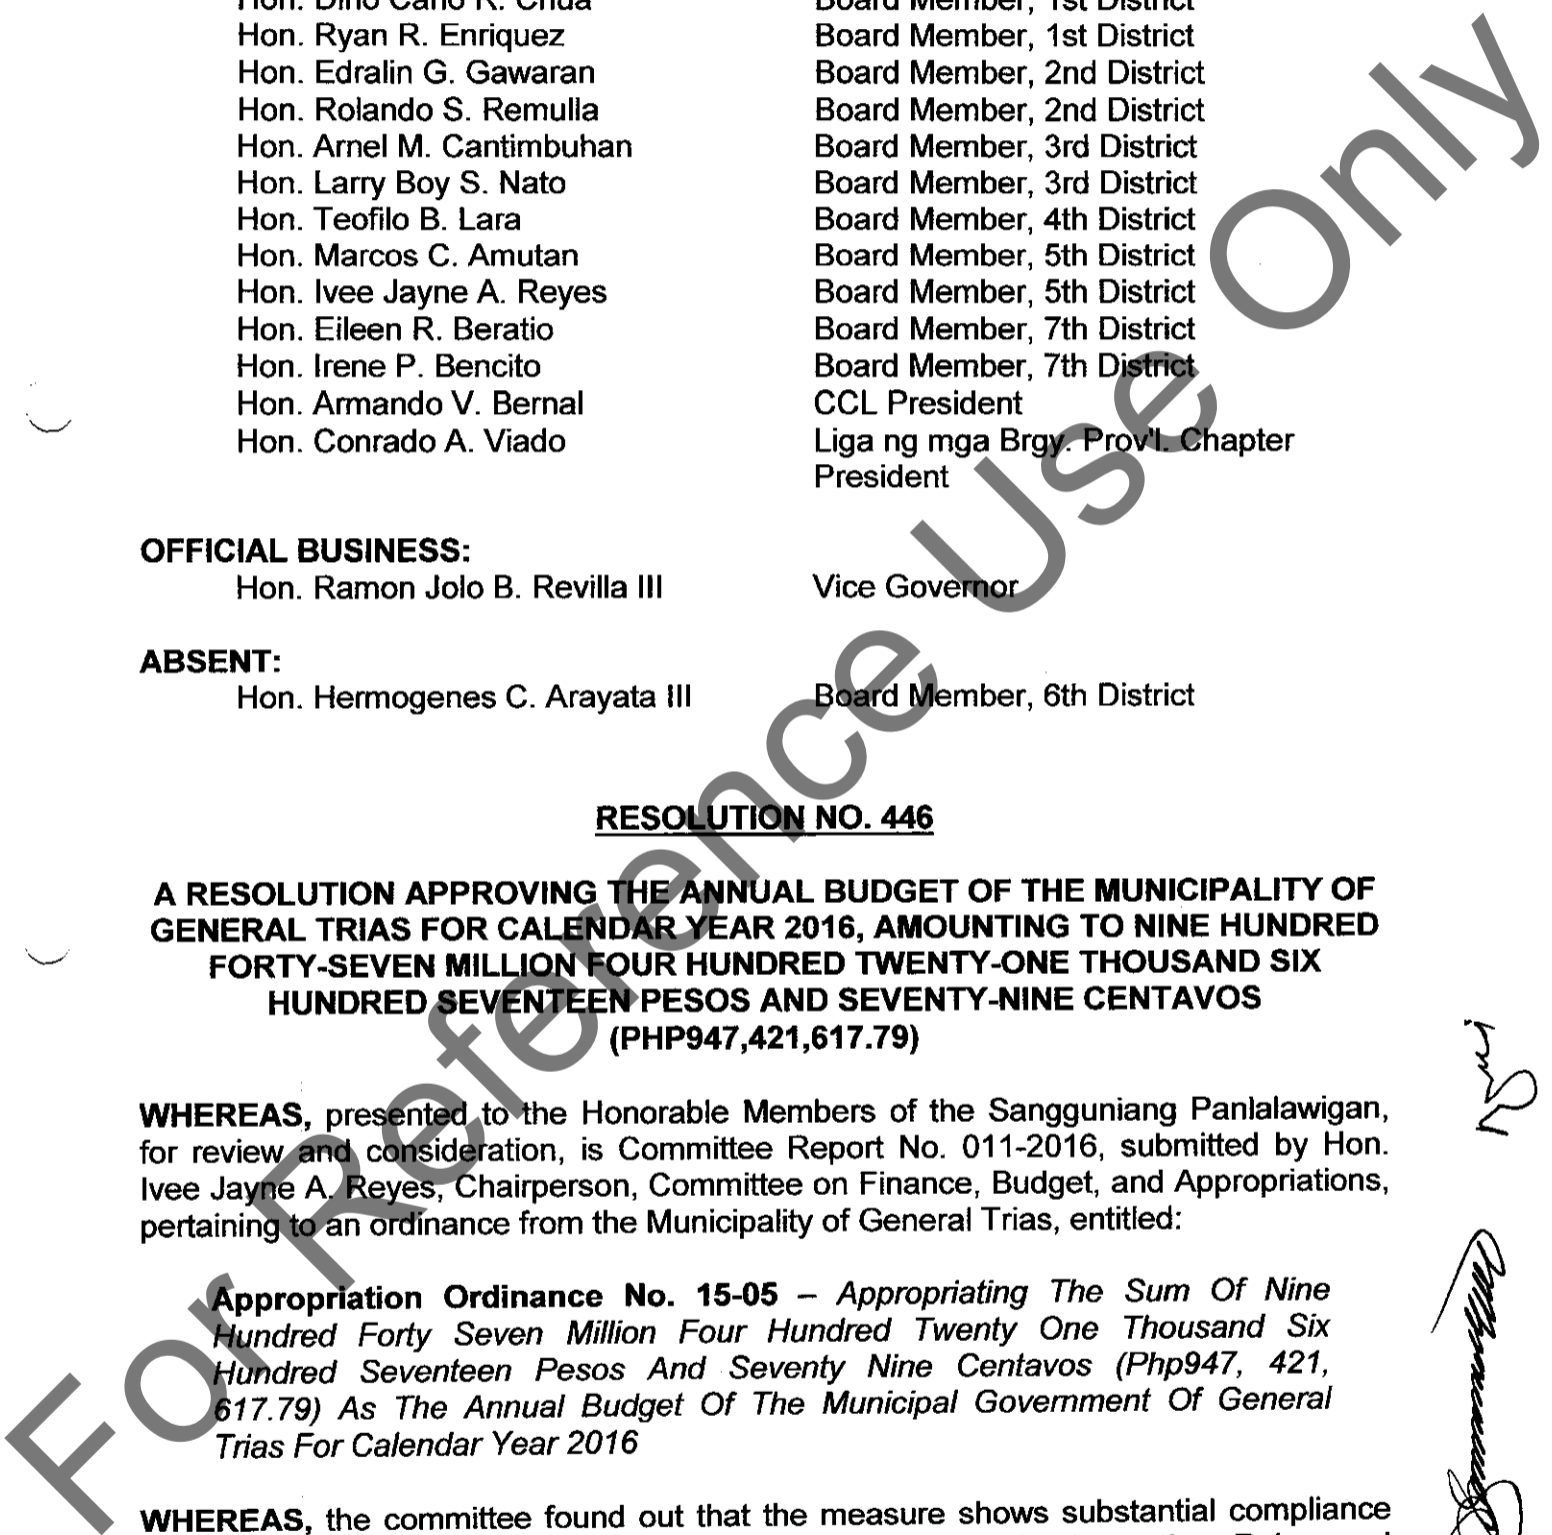 Hon. Dino Carlo R. Chua Board Member, 1st District
Hon. Ryan R. Enriquez Board Member, 1st District
Hon. Edralin G. Gawaran Board Member, 2nd District
Hon. Rolando S. Remulla Board Member, 2nd District
Hon. Arnel M. Cantimbuhan Board Member, 3rd District
Hon. Larry Boy S. Nato Board Member, 3rd District
Hon. Teofilo B. Lara Board Member, 4th District
Hon. Marcos C. Amutan Board Member, 5th District
Hon. Ivee Jayne A. Reyes Board Member, 5th District
Hon. Eileen R. Beratio Board Member, 7th District
Hon. Irene P. Bencito Board Member, 7th District
Hon. Armando V. Bernal CCL President
Hon. Conrado A. Viado Liga ng mga Brgy. Prov'l. Chapter
President
OFFICIAL BUSINESS:
Hon. Ramon Jolo B. Revilla III Vice Governor
ABSENT:
Hon. Hermogenes C. Arayata III Board Member, 6th District
RESOLUTION NO. 446
A RESOLUTION APPROVING THE ANNUAL BUDGET OF THE MUNICIPALITY OF
GENERAL TRIAS FOR CALENDAR YEAR 2016, AMOUNTING TO NINE HUNDRED
FORTY-SEVEN MILLION FOUR HUNDRED TWENTY-ONE THOUSAND SIX
HUNDRED SEVENTEEN PESOS AND SEVENTY-NINE CENTAVOS
(PHP947,421,617.79)
WHEREAS, presented to the Honorable Members of the Sangguniang Panlalawigan,
for review and consideration, is Committee Report No. 011-2016, submitted by Hon.
Ivee Jayne A. Reyes, Chairperson, Committee on Finance, Budget, and Appropriations,
pertaining to an ordinance from the Municipality of General Trias, entitled:
Appropriation Ordinance No. 15-05 – Appropriating The Sum Of Nine
Hundred Forty Seven Million Four Hundred Twenty One Thousand Six
Hundred Seventeen Pesos And Seventy Nine Centavos (Php947, 421,
617.79) As The Annual Budget Of The Municipal Government Of General
Trias For Calendar Year 2016
WHEREAS, the committee found out that the measure shows substantial compliance
For Reference Use Only